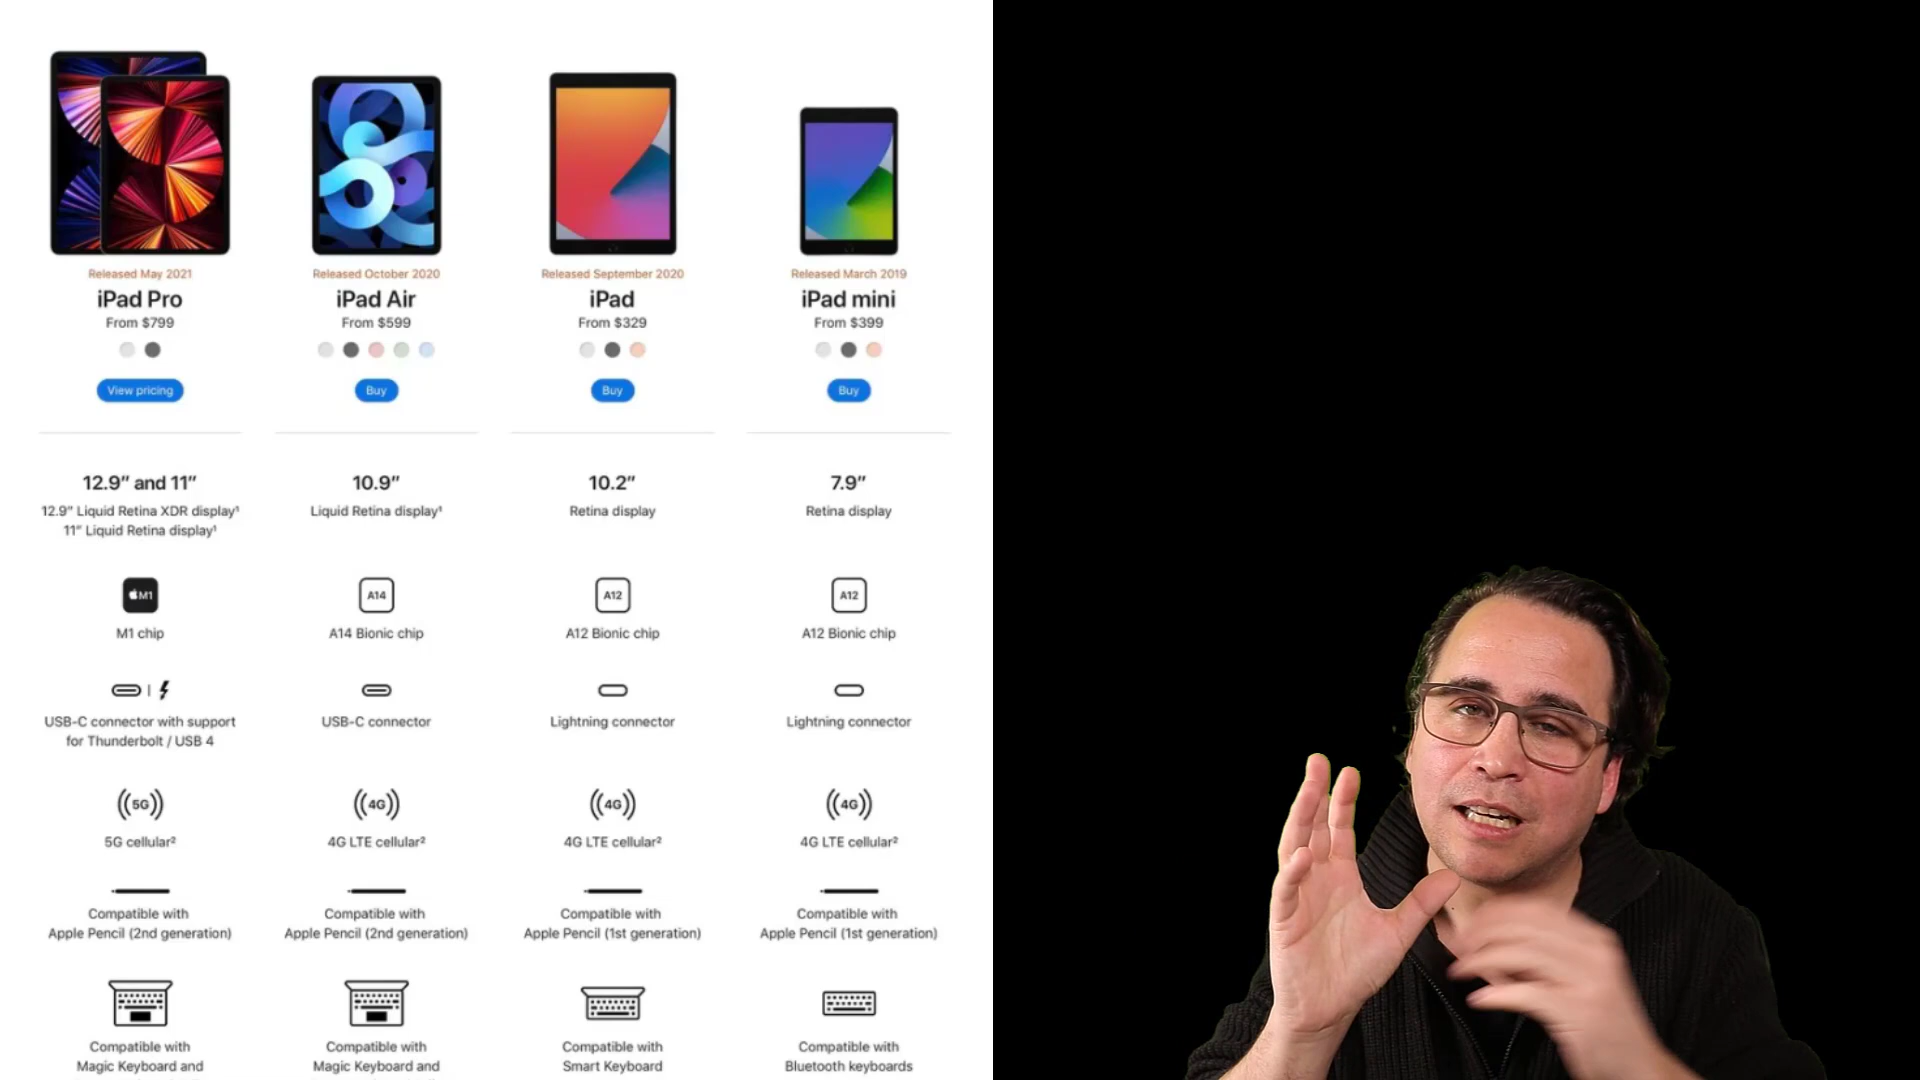 Released May 2021
iPad Pro
From $799
View pricing
Released October 2020
iPad Air
From $599
Buy
Released September 2020
iPad
From $329
Buy
Released March 2019
iPad mini
From $399
Buy
12.9" and 11"
12.9" Liquid Retina XDR display¹
11" Liquid Retina display¹
10.9"
Liquid Retina display¹
10.2"
Retina display
7.9"
Retina display
M1
M1 chip
A14
A14 Bionic chip
A12
A12 Bionic chip
A12
A12 Bionic chip
USB-C connector with support
for Thunderbolt / USB 4
USB-C connector
Lightning connector
Lightning connector
5G
5G cellular²
4G
4G LTE cellular²
4G
4G LTE cellular²
4G
4G LTE cellular²
Compatible with
Apple Pencil (2nd generation)
Compatible with
Apple Pencil (2nd generation)
Compatible with
Apple Pencil (1st generation)
Compatible with
Apple Pencil (1st generation)
Compatible with
Magic Keyboard and
Compatible with
Magic Keyboard and
Compatible with
Smart Keyboard
Compatible with
Bluetooth keyboards